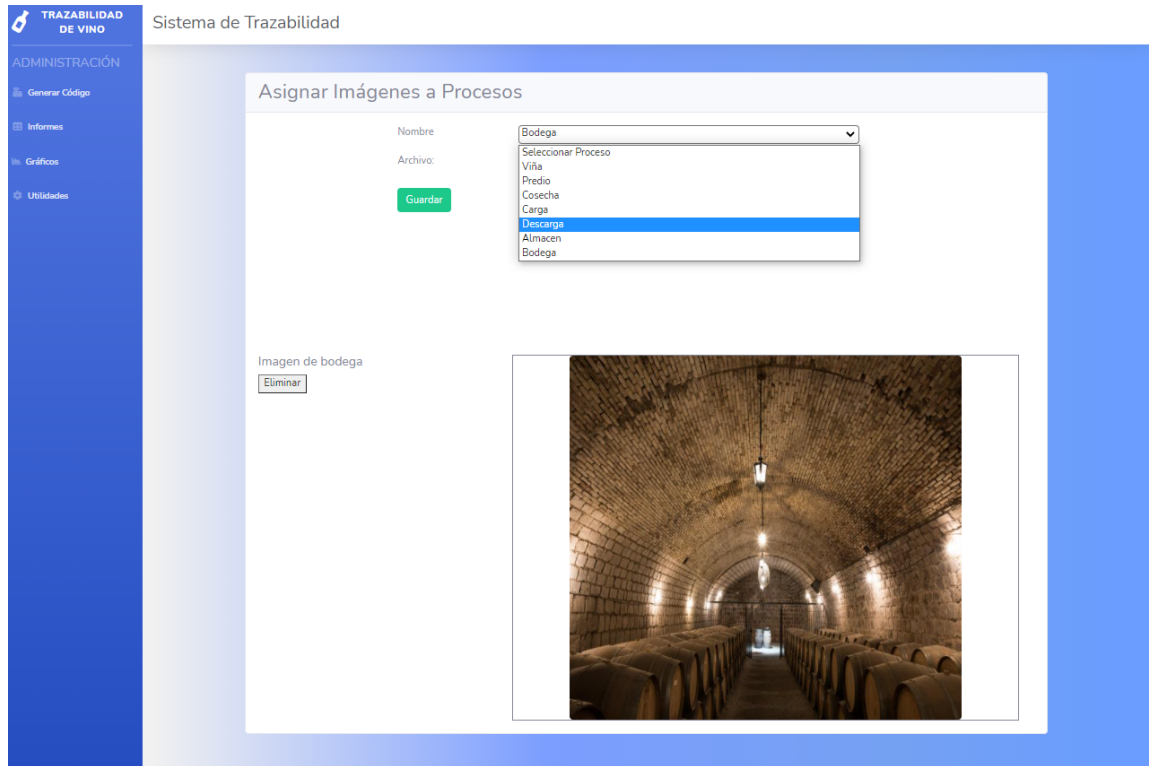 TRAZABILIDAD
DE VINO
Sistema de Trazabilidad
ADMINISTRACIÓN
Generar Código
Informes
Gráficos
Utilidades
Asignar Imágenes a Procesos
Nombre
Bodega
Archivo:
Seleccionar Proceso
Viña
Predio
Cosecha
Carga
Descarga
Almacen
Bodega
Guardar
Imagen de bodega
Eliminar